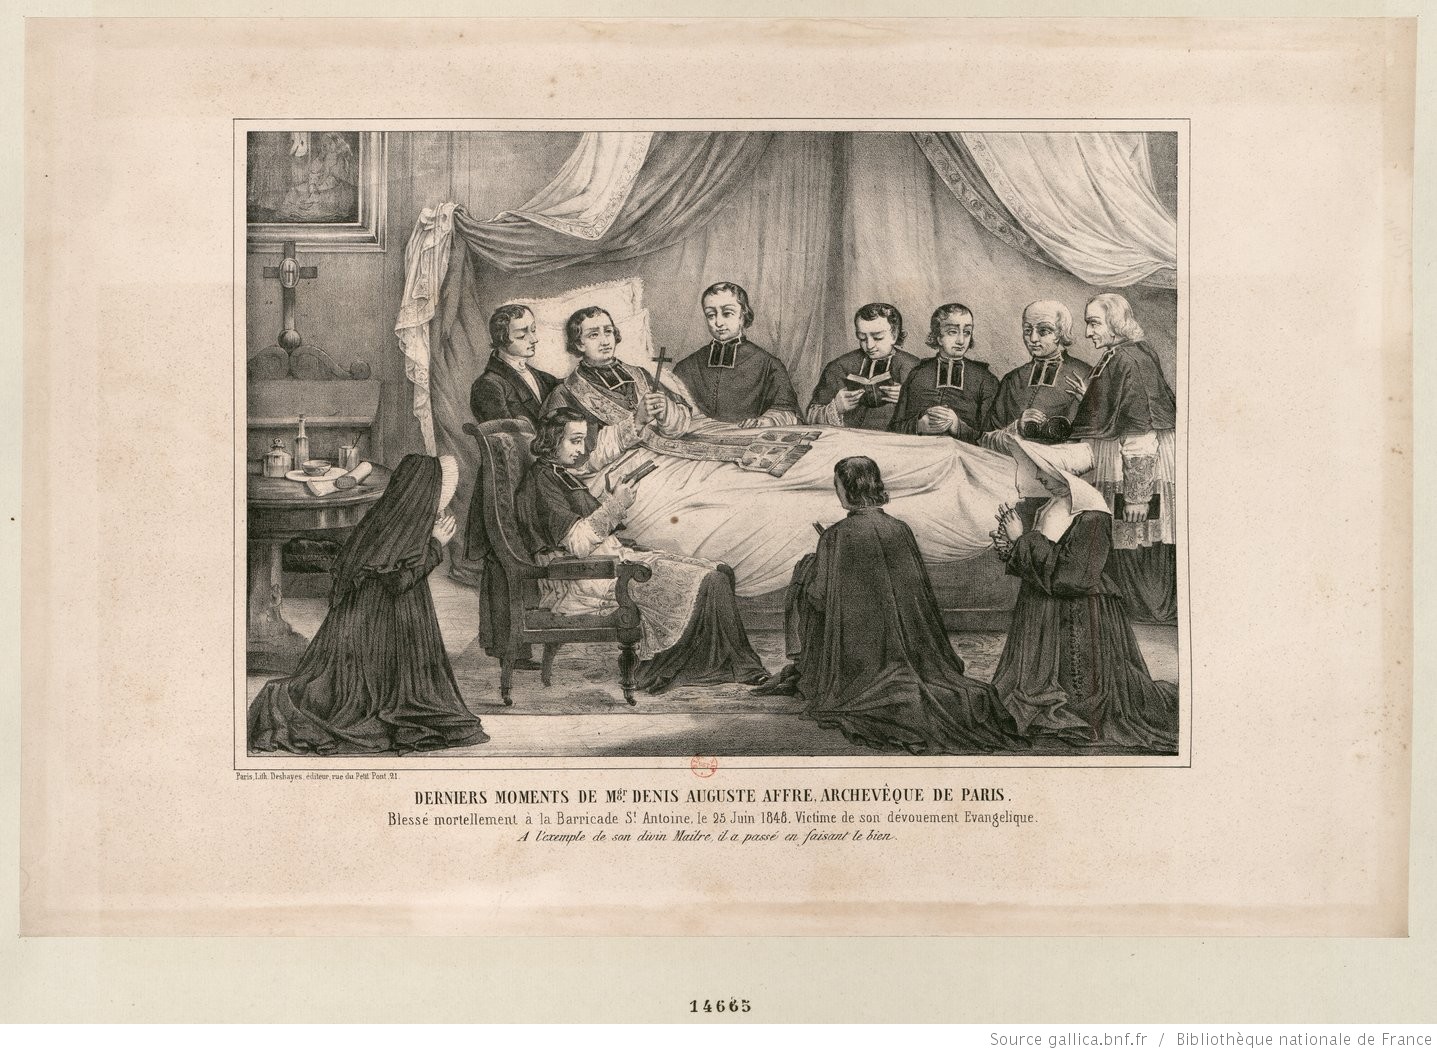 Paris, Lith. Deshayes, éditeur, rue du Petit Pont, 21.
DERNIERS MOMENTS DE Mgr. DENIS AUGUSTE AFFRE, ARCHEVÊQUE DE PARIS.
Blessé mortellement à la Barricade St Antoine, le 25 Juin 1848. Victime de son dévouement Evangelique.
A l'exemple de son divin Maitre, il a passé en faisant le bien.
14665
Source gallica.bnf.fr / Bibliothèque nationale de France